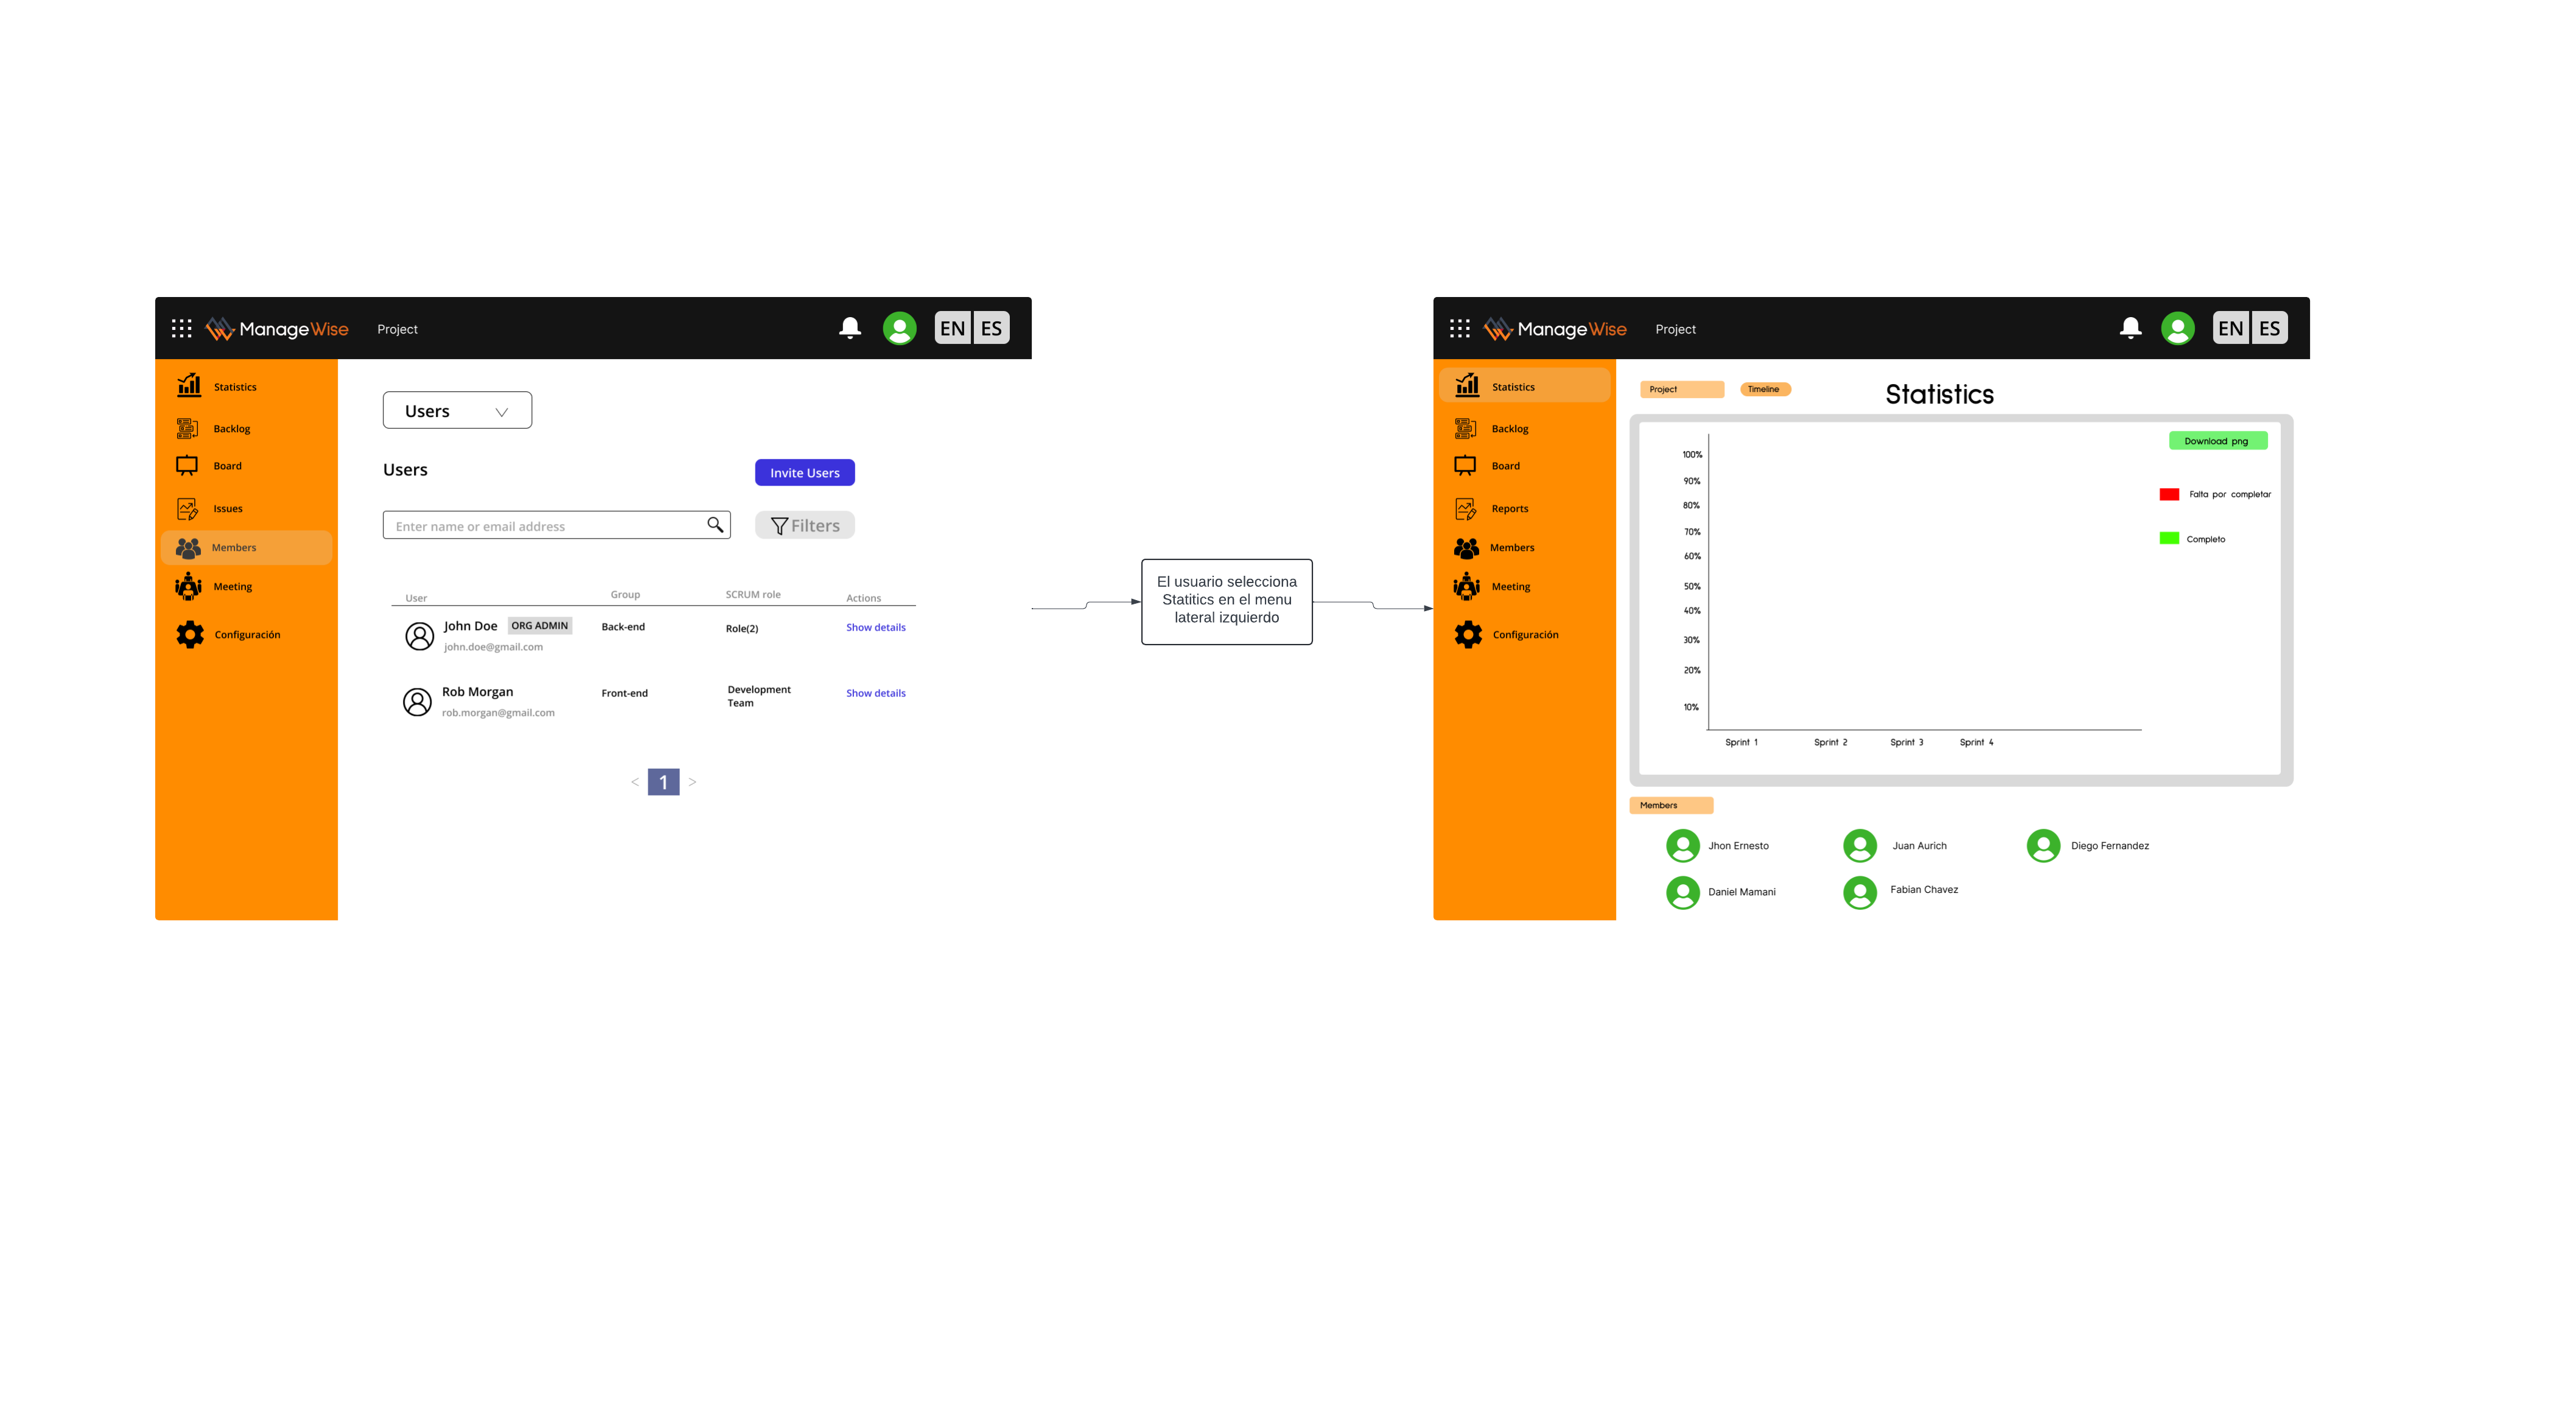 ManageWise
Project
EN ES
Statistics
Backlog
Board
Issues
Members
Meeting
Configuración
Users
Users
Invite Users
Enter name or email address
Filters
User Group SCRUM role Actions
John Doe ORG ADMIN Back-end Role(2) Show details
john.doe@gmail.com
Rob Morgan Front-end Development Show details
Team
rob.morgan@gmail.com
< 1 >
El usuario selecciona
Statitics en el menu
lateral izquierdo
ManageWise
Project
EN ES
Statistics
Backlog
Board
Reports
Members
Meeting
Configuración
Project
Timeline
Statistics
Download png
100%
90%
80%
70%
60%
50%
40%
30%
20%
10%
Falta por completar
Completo
Sprint 1 Sprint 2 Sprint 3 Sprint 4
Members
Jhon Ernesto Juan Aurich Diego Fernandez
Daniel Mamani Fabian Chavez